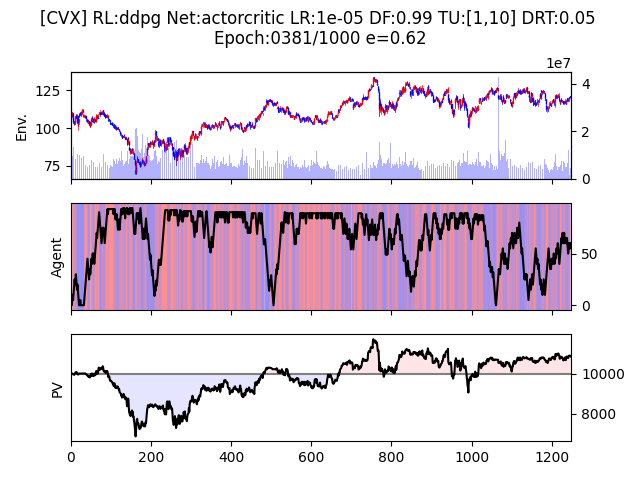 [CVX] RL:ddpg Net:actorcritic LR:1e-05 DF:0.99 TU:[1,10] DRT:0.05
Epoch:0381/1000 e=0.62
1e7
125
100
75
Env.
4
2
0
Agent
50
0
PV
10000
8000
0 200 400 600 800 1000 1200